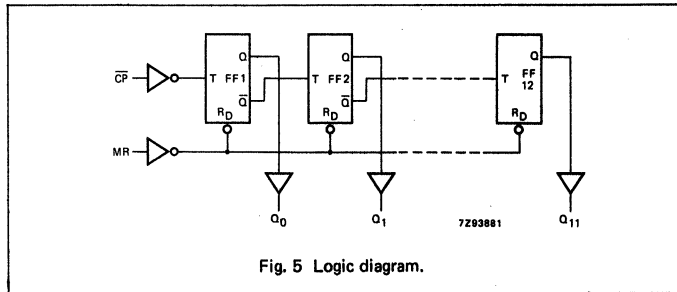 Q Q Q
CP T FF1 T FF2 T FF
12
Q Q
RD RD RD
MR
Q0 Q1 7Z93881 Q11
Fig. 5 Logic diagram.